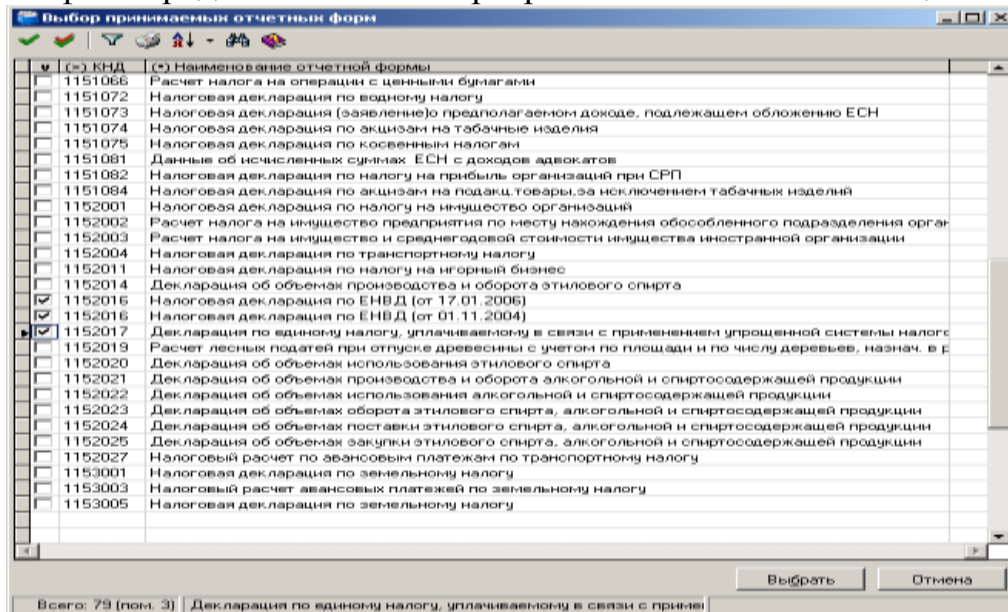 Выбор принимаемых отчетных форм
v (=) КНД (*) Наименование отчетной формы
1151066 Расчет налога на операции с ценными бумагами
1151072 Налоговая декларация по водному налогу
1151073 Налоговая декларация (заявление)о предполагаемом доходе, подлежащем обложению ЕСН
1151074 Налоговая декларация по акцизам на табачные изделия
1151075 Налоговая декларация по косвенным налогам
1151081 Данные об исчисленных суммах ЕСН с доходов адвокатов
1151082 Налоговая декларация по налогу на прибыль организаций при СРП
1151084 Налоговая декларация по акцизам на подакц.товары,за исключением табачных изделий
1152001 Налоговая декларация по налогу на имущество организаций
1152002 Расчет налога на имущество предприятия по месту нахождения обособленного подразделения орган
1152003 Расчет налога на имущество и среднегодовой стоимости имущества иностранной организации
1152004 Налоговая декларация по транспортному налогу
1152011 Налоговая декларация по налогу на игорный бизнес
1152014 Декларация об объемах производства и оборота этилового спирта
1152016 Налоговая декларация по ЕНВД (от 17.01.2006)
1152016 Налоговая декларация по ЕНВД (от 01.11.2004)
1152017 Декларация по единому налогу, уплачиваемому в связи с применением упрощенной системы налого
1152019 Расчет лесных податей при отпуске древесины с учетом по площади и по числу деревьев, назнач. в р
1152020 Декларация об объемах использования этилового спирта
1152021 Декларация об объемах производства и оборота алкогольной и спиртосодержащей продукции
1152022 Декларация об объемах использования алкогольной и спиртосодержащей продукции
1152023 Декларация об объемах оборота этилового спирта, алкогольной и спиртосодержащей продукции
1152024 Декларация об объемах поставки этилового спирта, алкогольной и спиртосодержащей продукции
1152025 Декларация об объемах закупки этилового спирта, алкогольной и спиртосодержащей продукции
1152027 Налоговый расчет по авансовым платежам по транспортному налогу
1153001 Налоговая декларация по земельному налогу
1153003 Налоговый расчет авансовых платежей по земельному налогу
1153005 Налоговая декларация по земельному налогу
Выбрать Отмена
Всего: 79 (пом. 3) Декларация по единому налогу, уплачиваемому в связи с приме